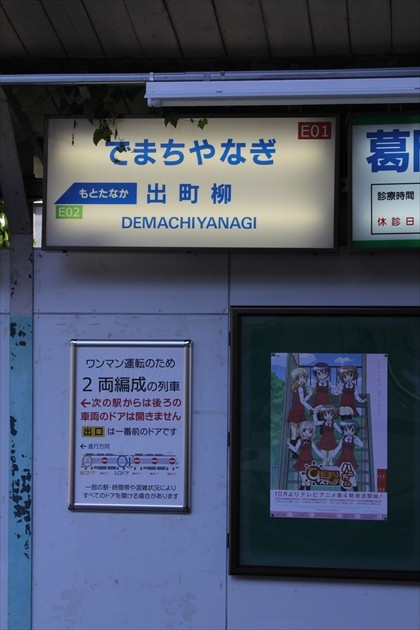 E01
でまちやなぎ
もとたなか
E02
出町柳
DEMACHIYANAGI
診療時間
休診日
ワンマン運転のため
2両編成の列車
←次の駅からは後ろの
車両のドアは開きません
出口は一番前のドアです
←進行方向
一部の駅・時間帯や混雑状況により
すべてのドアを開ける場合があります
10月よりテレビアニメ第4期放送開始!